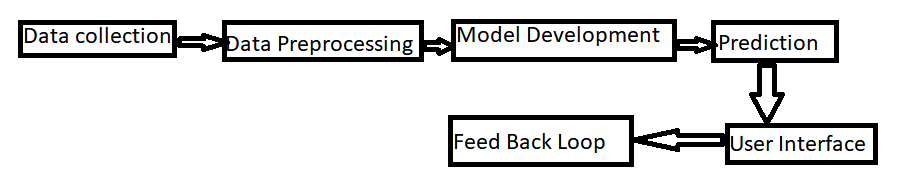 Data collection
Data Preprocessing
Model Development
Prediction
User Interface
Feed Back Loop